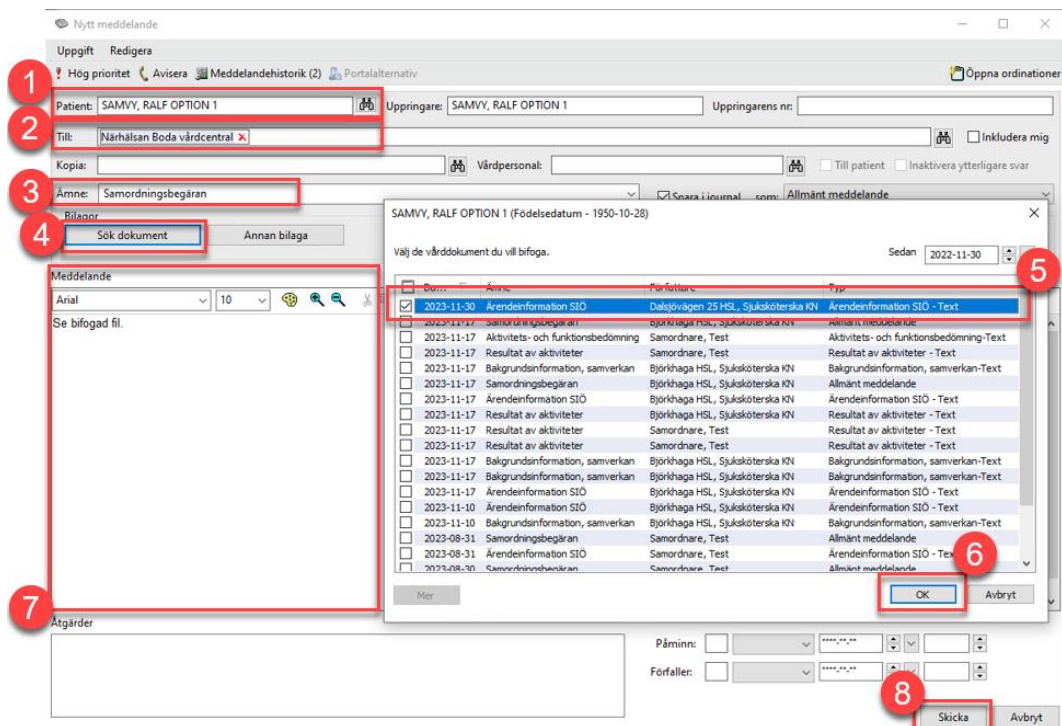 Nytt meddelande
Uppgift Redigera
Hög prioritet Avisera Meddelandehistorik (2) Portalalternativ Öppna ordinationer
1
Patient: SAMVY, RALF OPTION 1 Uppringare: SAMVY, RALF OPTION 1 Uppringarens nr:
2
Till: Närhälsan Boda vårdcentral Inkludera mig
Kopia: Vårdpersonal: Till patient Inaktivera ytterligare svar
3
Ämne: Samordningsbegäran Spara i journal som: Allmänt meddelande
Bilagor
4
Sök dokument Annan bilaga
SAMVY, RALF OPTION 1 (Födelsedatum - 1950-10-28)
Välj de vårddokument du vill bifoga. Sedan 2022-11-30
5
Meddelande
Arial 10
Se bifogad fil.
Ämne Författare Typ
2023-11-30 Ärendeinformation SIÖ Dalsjövägen 25 HSL, Sjuksköterska KN Ärendeinformation SIÖ - Text
2023-11-17 Samordningsbegäran Björkhaga HSL, Sjuksköterska KN Allmänt meddelande
2023-11-17 Aktivitets- och funktionsbedömning Samordnare, Test Aktivitets- och funktionsbedömning-Text
2023-11-17 Resultat av aktiviteter Samordnare, Test Resultat av aktiviteter - Text
2023-11-17 Bakgrundsinformation, samverkan Björkhaga HSL, Sjuksköterska KN Bakgrundsinformation, samverkan-Text
2023-11-17 Samordningsbegäran Björkhaga HSL, Sjuksköterska KN Allmänt meddelande
2023-11-17 Ärendeinformation SIÖ Björkhaga HSL, Sjuksköterska KN Ärendeinformation SIÖ - Text
2023-11-17 Resultat av aktiviteter Björkhaga HSL, Sjuksköterska KN Resultat av aktiviteter - Text
2023-11-17 Resultat av aktiviteter Samordnare, Test Resultat av aktiviteter - Text
2023-11-17 Resultat av aktiviteter Samordnare, Test Resultat av aktiviteter - Text
2023-11-17 Bakgrundsinformation, samverkan Björkhaga HSL, Sjuksköterska KN Bakgrundsinformation, samverkan-Text
2023-11-17 Bakgrundsinformation, samverkan Björkhaga HSL, Sjuksköterska KN Bakgrundsinformation, samverkan-Text
2023-11-17 Ärendeinformation SIÖ Björkhaga HSL, Sjuksköterska KN Ärendeinformation SIÖ - Text
2023-11-10 Ärendeinformation SIÖ Björkhaga HSL, Sjuksköterska KN Ärendeinformation SIÖ - Text
2023-11-10 Bakgrundsinformation, samverkan Björkhaga HSL, Sjuksköterska KN Bakgrundsinformation, samverkan-Text
2023-08-31 Samordningsbegäran Samordnare, Test Allmänt meddelande
2023-08-31 Ärendeinformation SIÖ Samordnare, Test Ärendeinformation SIÖ - Tex
2023-08-30 Samordningsbegäran Samordnare, Test Allmänt meddelande
6
Mer OK Avbryt
7
Åtgärder
Påminn: ****-**-**
Förfaller: ****-**-**
8
Skicka Avbryt